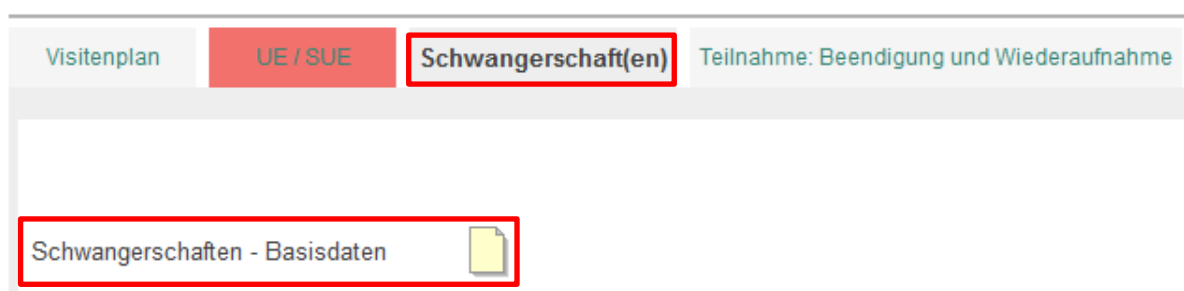 Visitenplan UE / SUE Schwangerschaft(en) Teilnahme: Beendigung und Wiederaufnahme
Schwangerschaften - Basisdaten